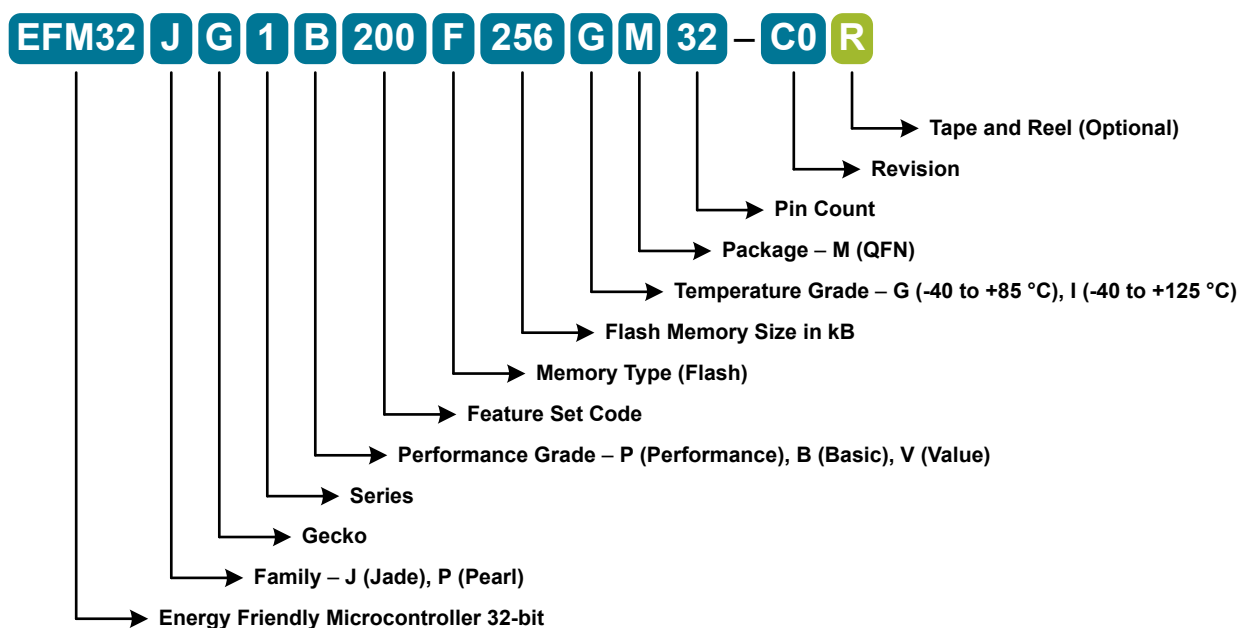 EFM32 J G 1 B 200 F 256 G M 32 – C0 R
Tape and Reel (Optional)
Revision
Pin Count
Package – M (QFN)
Temperature Grade – G (-40 to +85 °C), I (-40 to +125 °C)
Flash Memory Size in kB
Memory Type (Flash)
Feature Set Code
Performance Grade – P (Performance), B (Basic), V (Value)
Series
Gecko
Family – J (Jade), P (Pearl)
Energy Friendly Microcontroller 32-bit